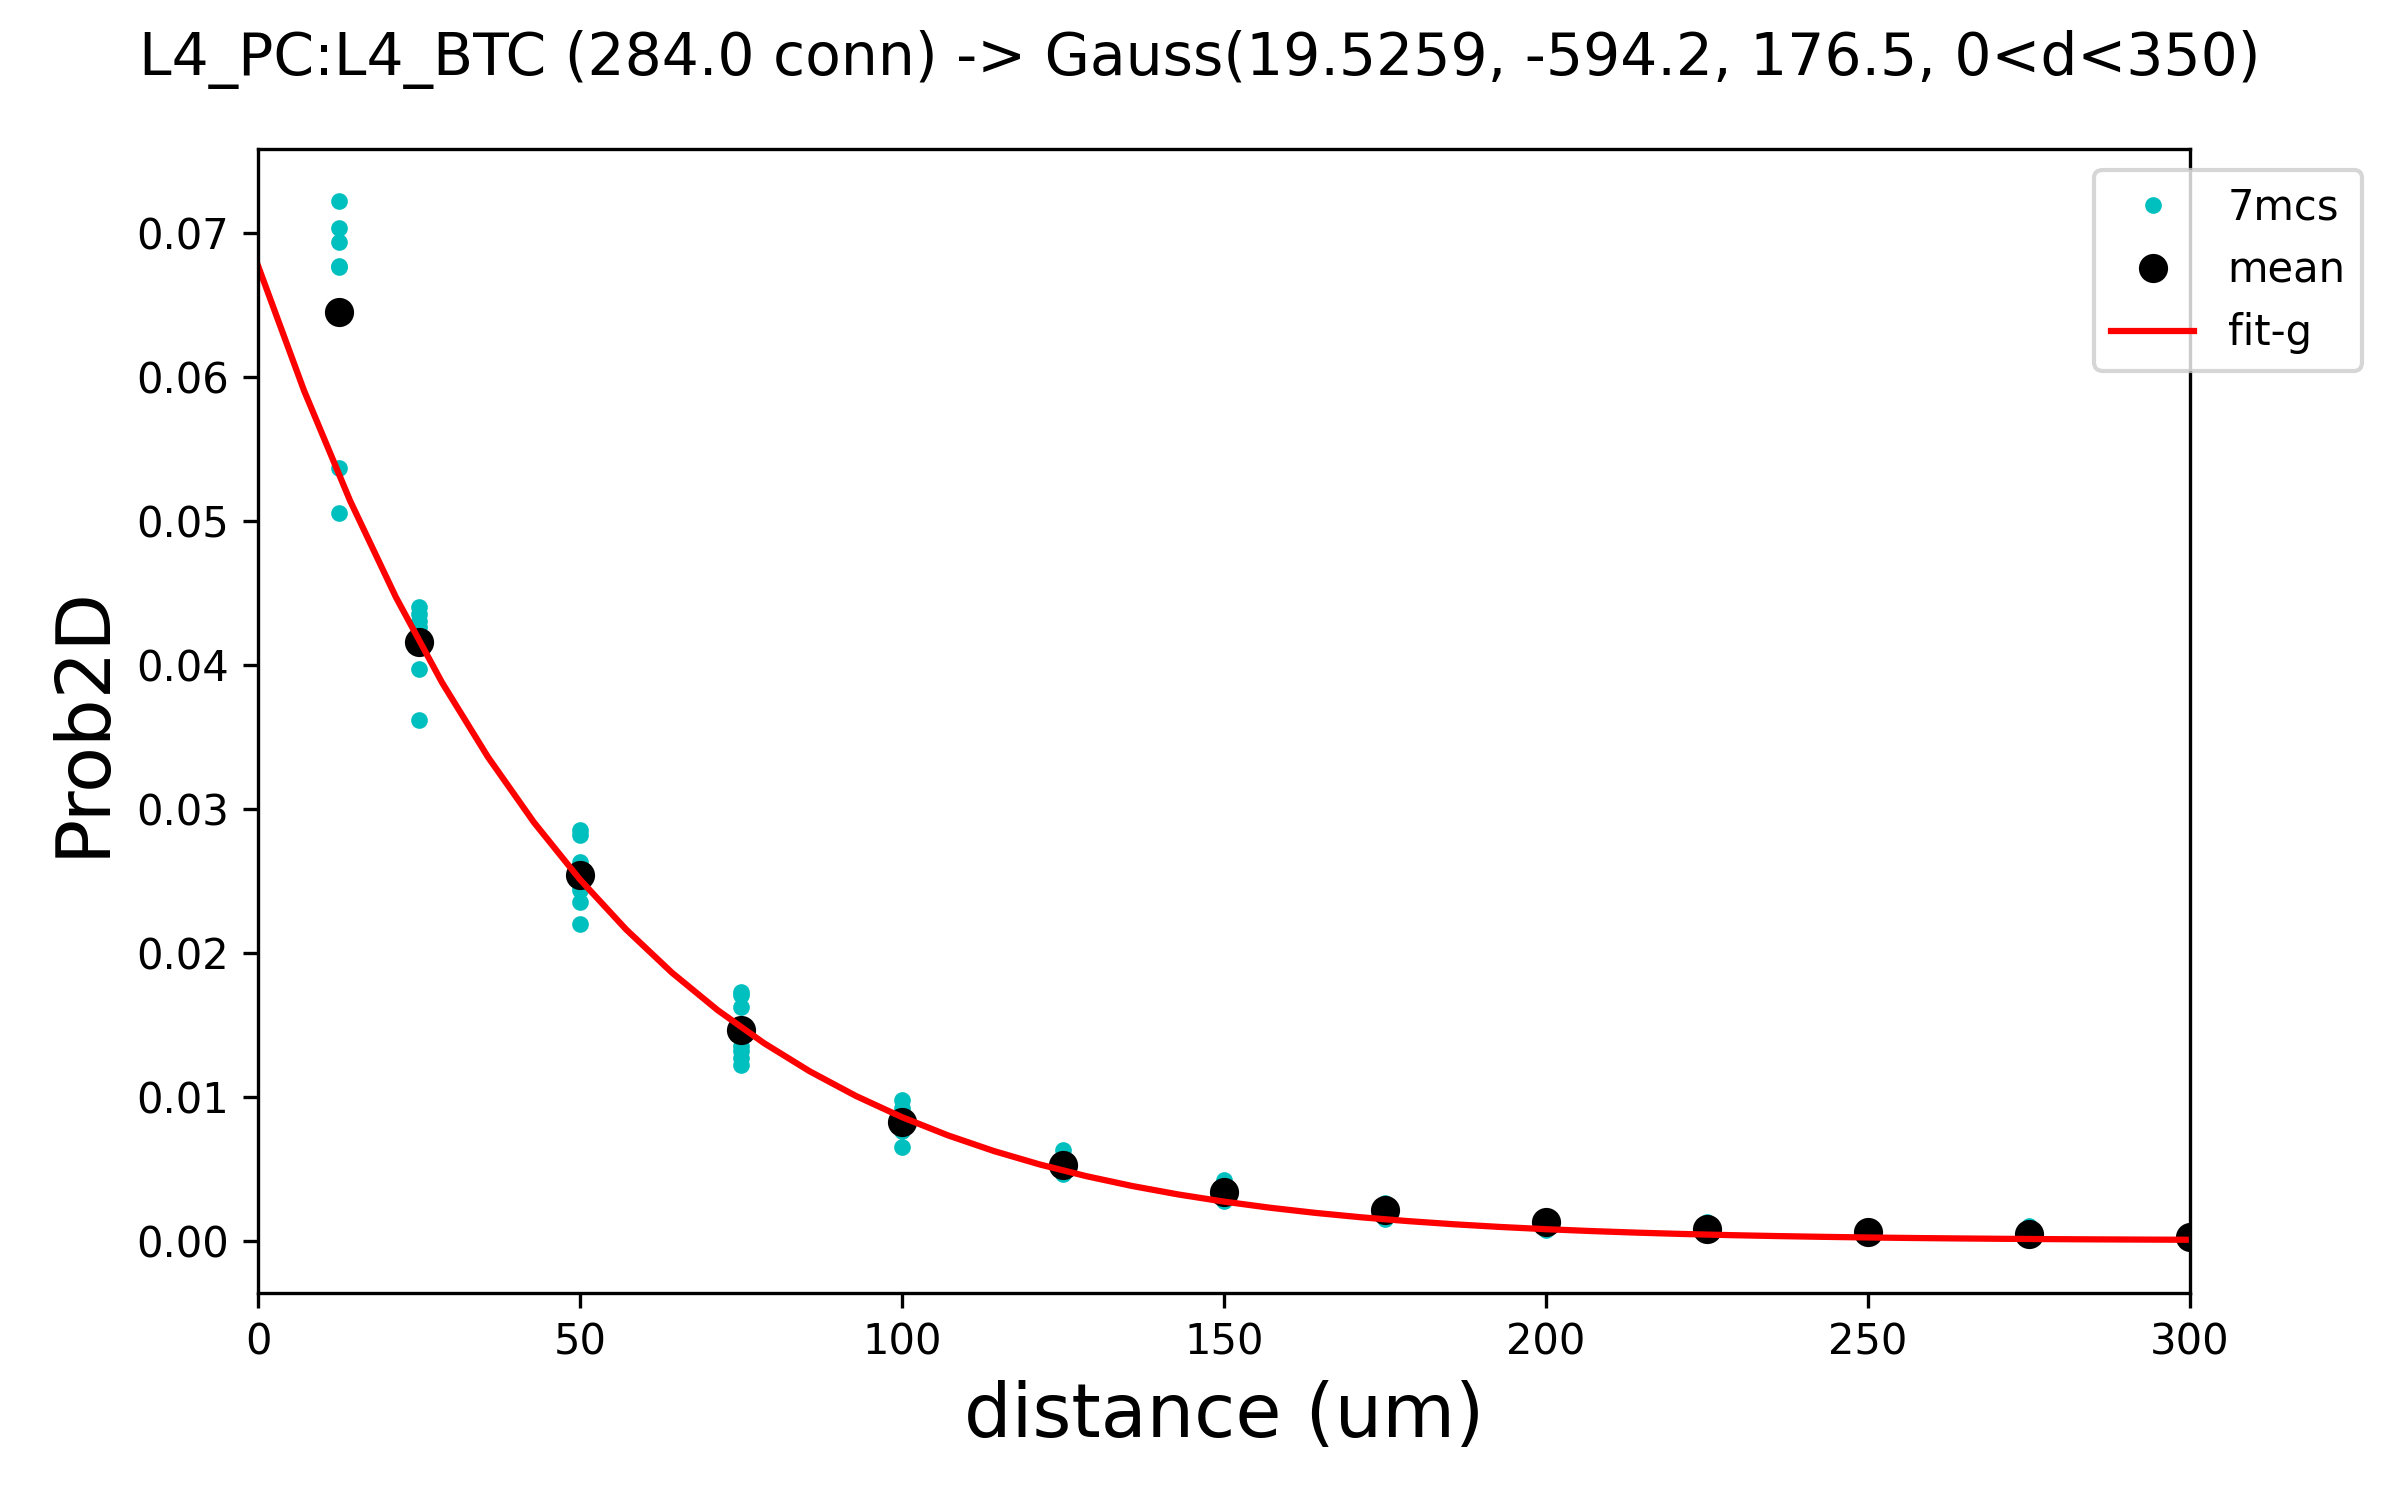 L4_PC:L4_BTC (284.0 conn) -> Gauss(19.5259, -594.2, 176.5, 0<d<350)
7mcs
mean
fit-g
Prob2D
0.07
0.06
0.05
0.04
0.03
0.02
0.01
0.00
0 50 100 150 200 250 300
distance (um)